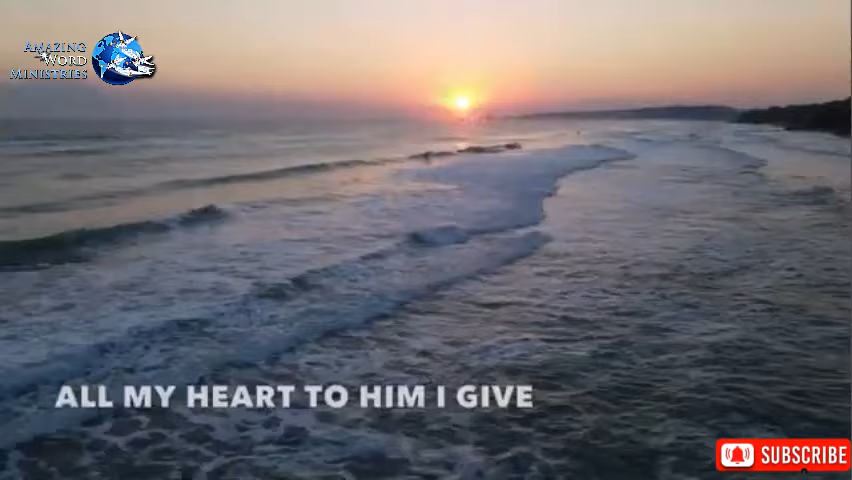 AMAZING
WORD
MINISTRIES
ALL MY HEART TO HIM I GIVE
SUBSCRIBE